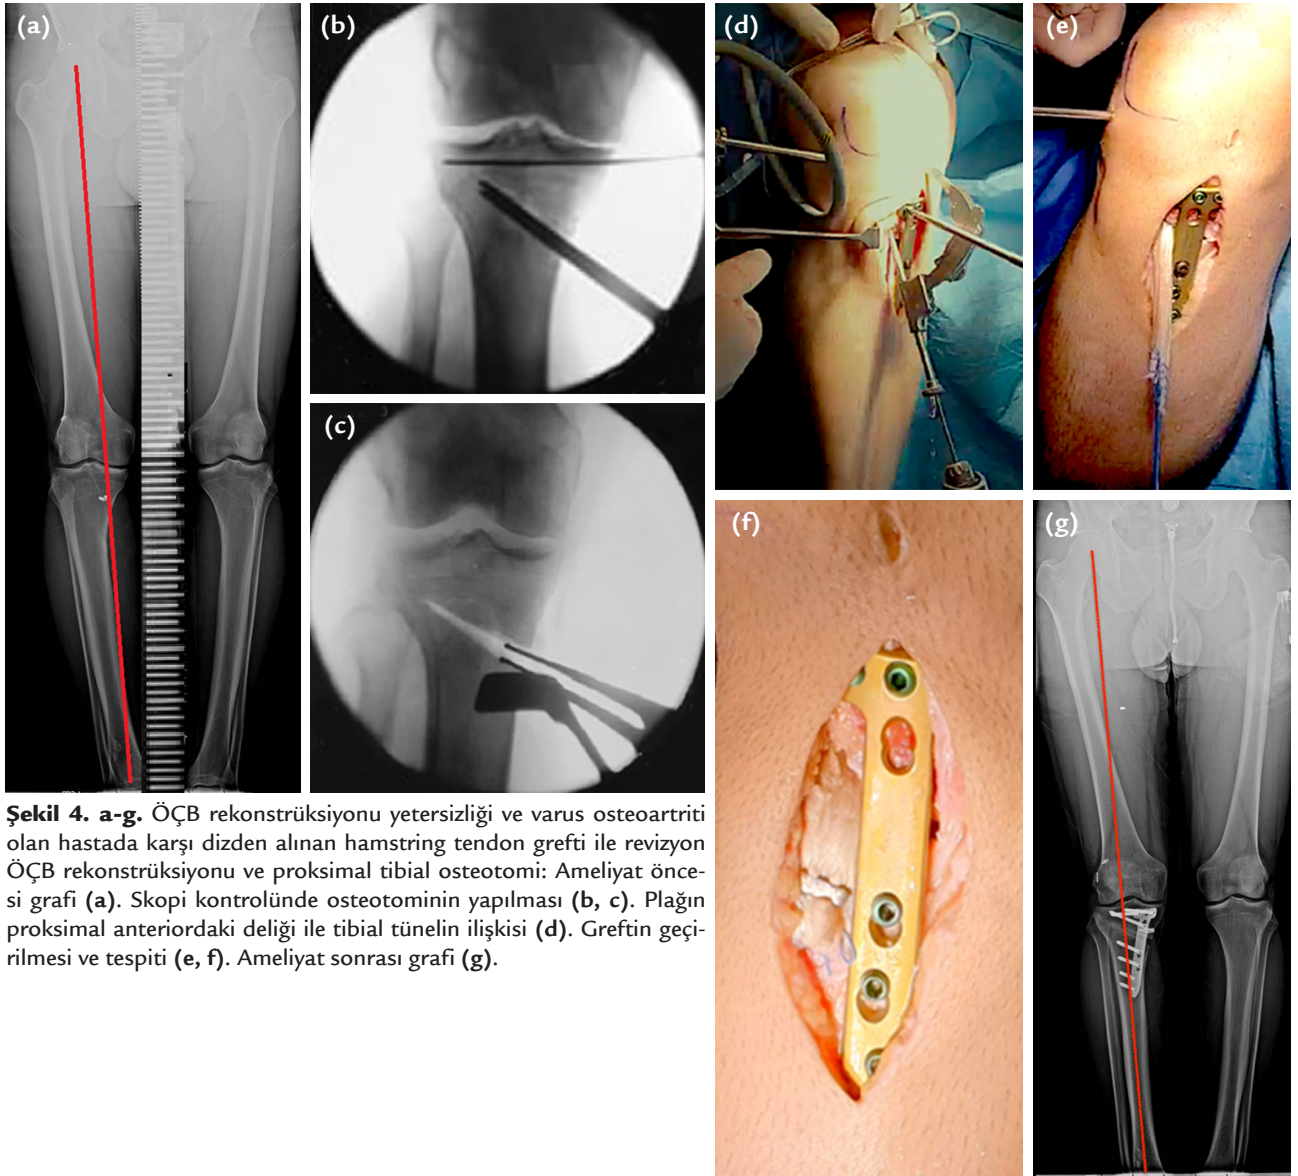 (a)
(b)
(c)
(d)
(e)
(f)
(g)
Şekil 4. a-g. ÖÇB rekonstrüksiyonu yetersizliği ve varus osteoartriti
olan hastada karşı dizden alınan hamstring tendon grefti ile revizyon
ÖÇB rekonstrüksiyonu ve proksimal tibial osteotomi: Ameliyat önce-
si grafi (a). Skopi kontrolünde osteotominin yapılması (b, c). Plağın
proksimal anteriordaki deliği ile tibial tünelin ilişkisi (d). Greftin geçi-
rilmesi ve tespiti (e, f). Ameliyat sonrası grafi (g).